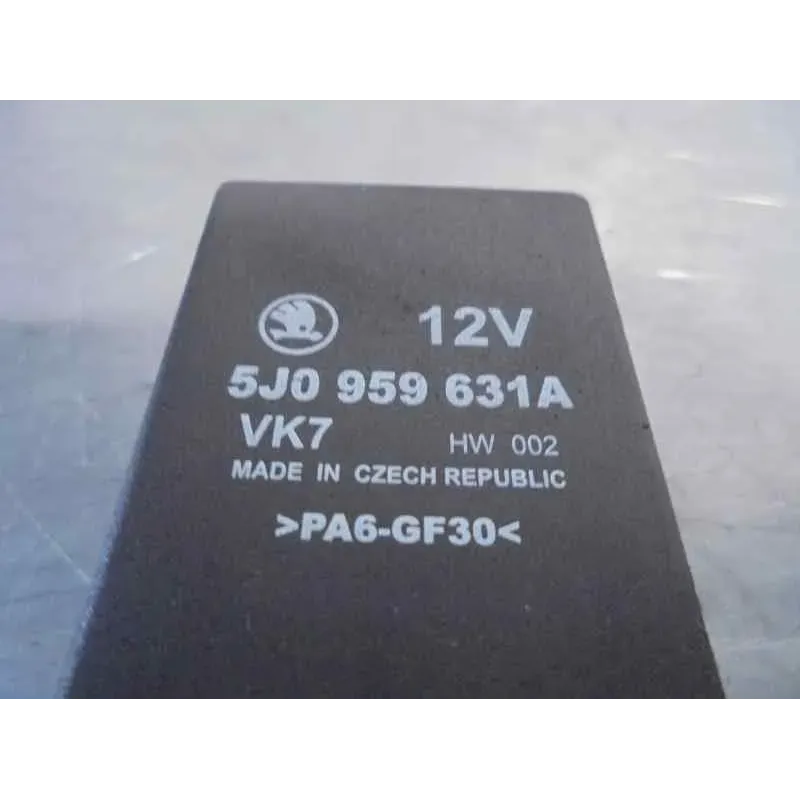 12V
5J0 959 631A
VK7 HW 002
MADE IN CZECH REPUBLIC
>PA6-GF30<